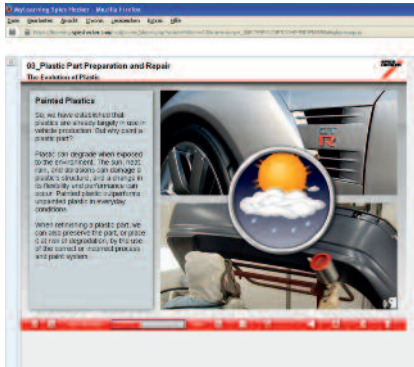 MyLearning Spies Hecker - Mozilla Firefox
03_Plastic Part Preparation and Repair
The Evolution of Plastic
Painted Plastics
So, we have established that
plastics are already largely in use in
vehicle production. But why paint a
plastic part?
Plastic can degrade when exposed
to the environment. The sun, heat,
rain, and abrasions can damage a
plastic's structure, and a change in
its flexibility and performance can
occur. Painted plastic outperforms
unpainted plastic in everyday
conditions.
When refinishing a plastic part, we
can also preserve the part, or place
it at risk of degradation, by the use
of the correct or incorrect process
and paint system.